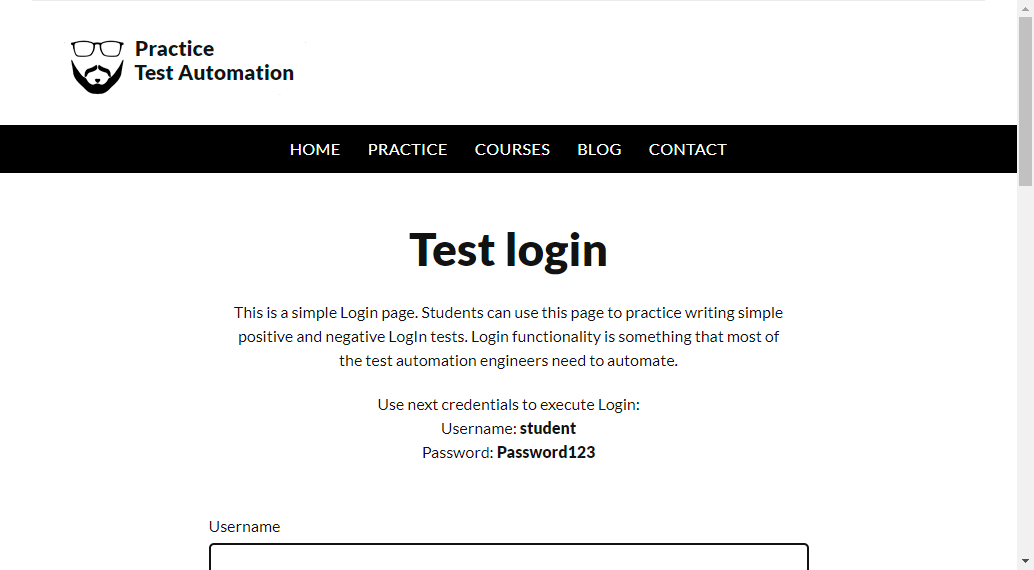 Practice
Test Automation
HOME PRACTICE COURSES BLOG CONTACT
Test login
This is a simple Login page. Students can use this page to practice writing simple
positive and negative LogIn tests. Login functionality is something that most of
the test automation engineers need to automate.
Use next credentials to execute Login:
Username: student
Password: Password123
Username